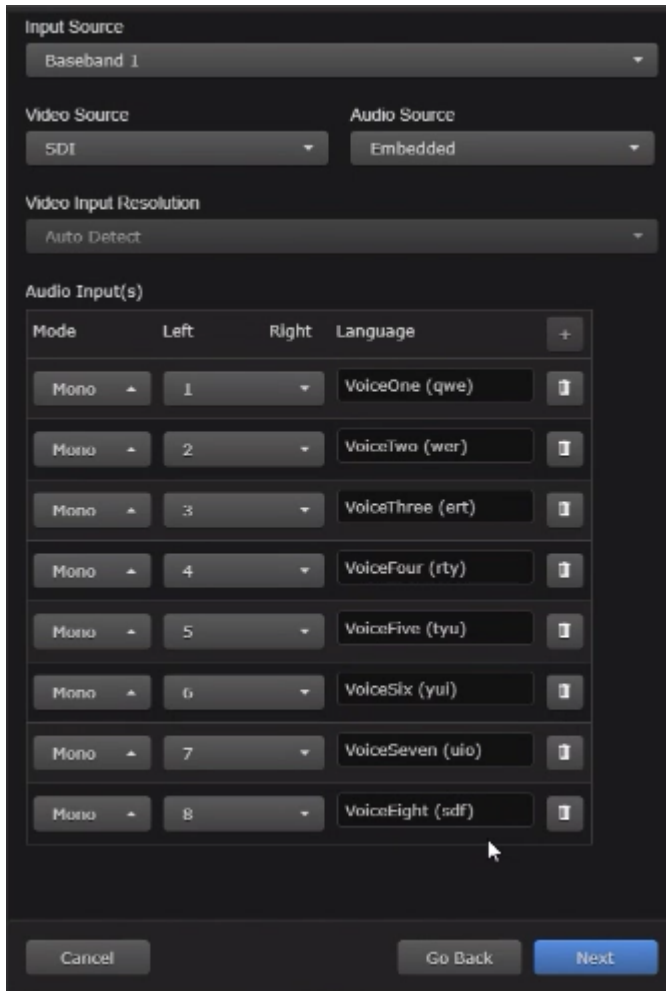 Input Source
Baseband 1
Video Source Audio Source
SDI Embedded
Video Input Resolution
Auto Detect
Audio Input(s)
Mode Left Right Language +
Mono 1 VoiceOne (qwe)
Mono 2 VoiceTwo (wer)
Mono 3 VoiceThree (ert)
Mono 4 VoiceFour (rty)
Mono 5 VoiceFive (tyu)
Mono 6 VoiceSix (yui)
Mono 7 VoiceSeven (uio)
Mono 8 VoiceEight (sdf)
Cancel Go Back Next